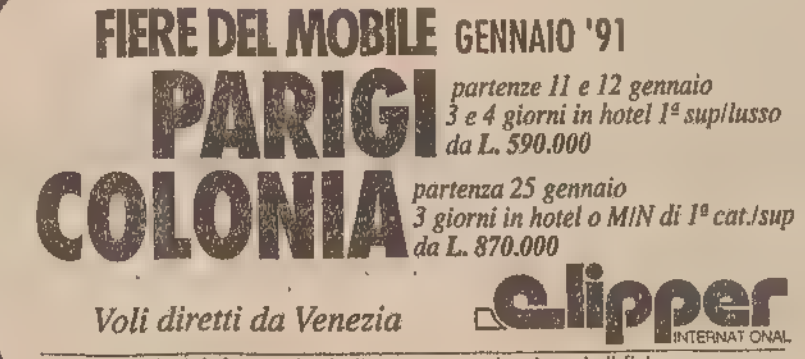 FIERE DEL MOBILE GENNAIO '91
PARIGI
partenze 11 e 12 gennaio
3 e 4 giorni in hotel 1ª sup/lusso
da L. 590.000
COLONIA
partenza 25 gennaio
3 giorni in hotel o M/N di 1ª cat./sup
da L. 870.000
Voli diretti da Venezia
Clipper
INTERNATIONAL